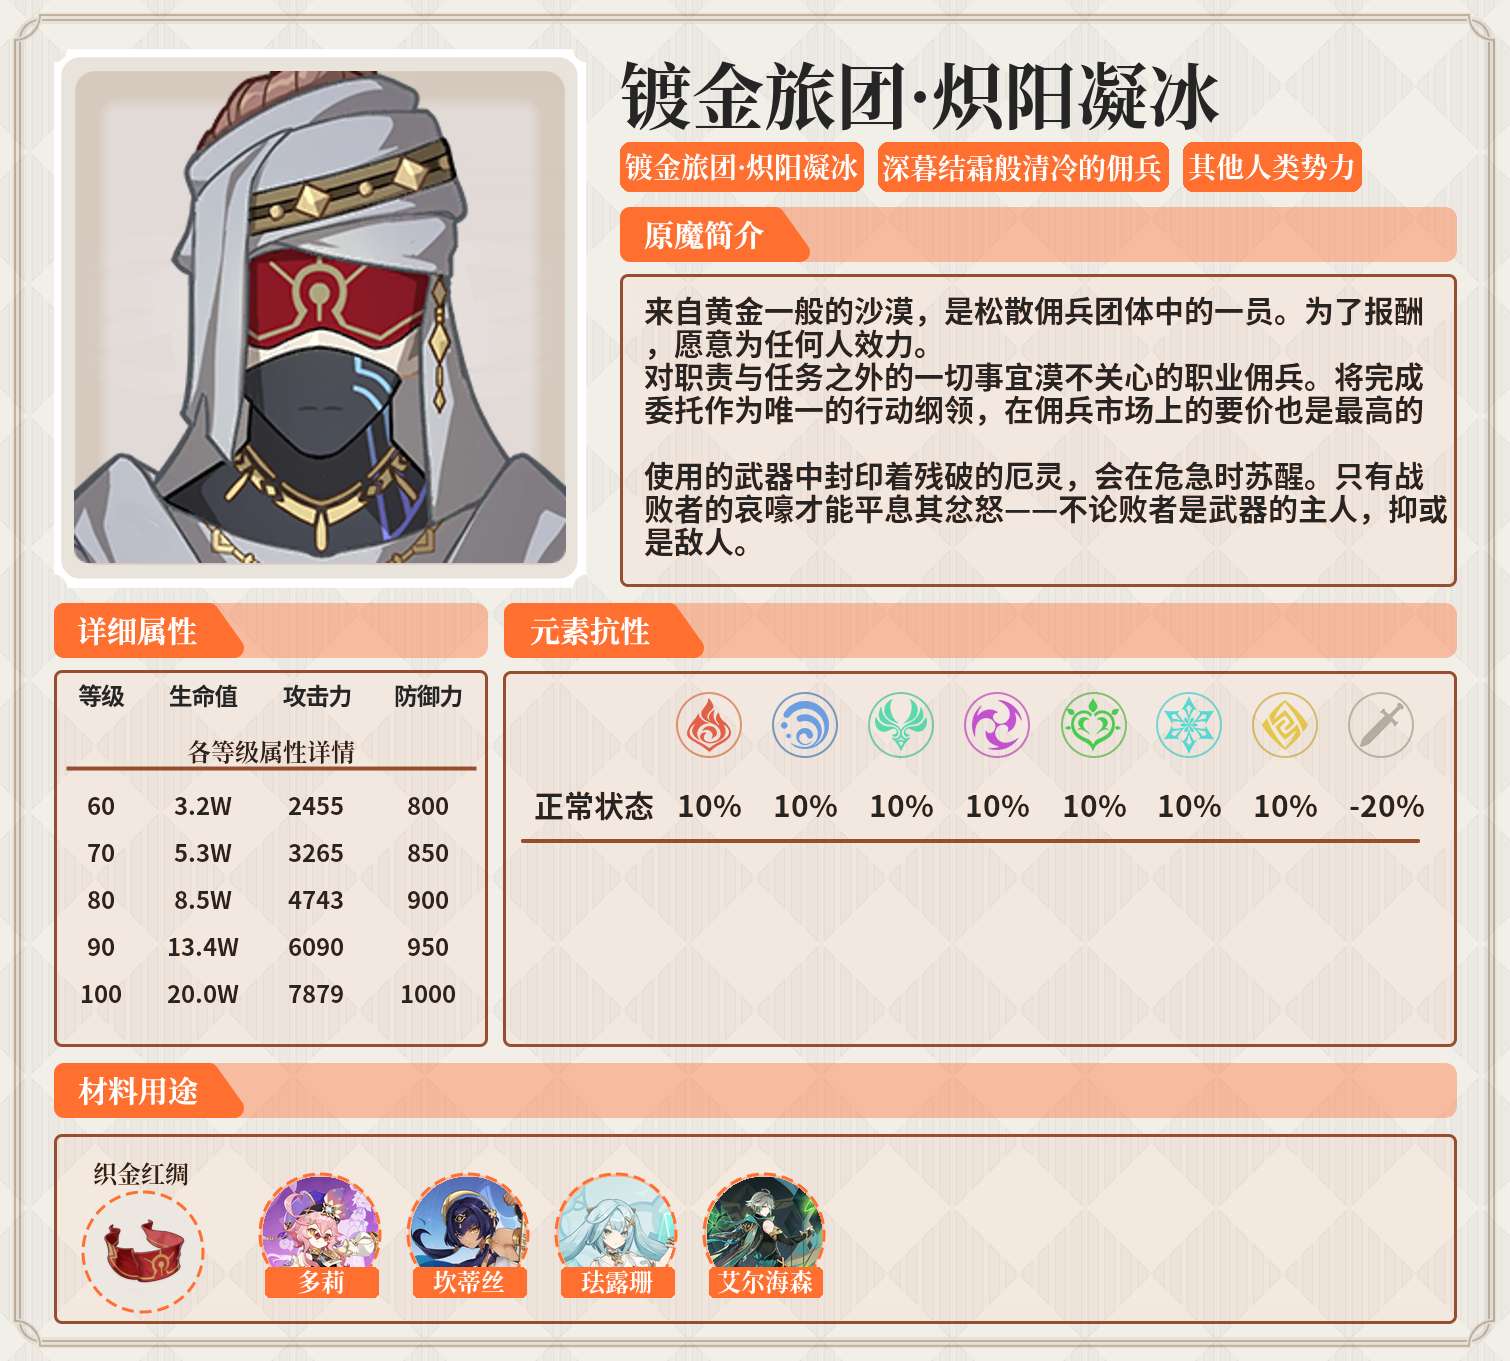 镀金旅团·炽阳凝冰
镀金旅团·炽阳凝冰 深暮结霜般清冷的佣兵 其他人类势力
原魔简介
来自黄金一般的沙漠，是松散佣兵团体中的一员。为了报酬
，愿意为任何人效力。
对职责与任务之外的一切事宜漠不关心的职业佣兵。将完成
委托作为唯一的行动纲领，在佣兵市场上的要价也是最高的
使用的武器中封印着残破的厄灵，会在危急时苏醒。只有战
败者的哀嚎才能平息其忿怒——不论败者是武器的主人，抑或
是敌人。
详细属性
等级 生命值 攻击力 防御力
各等级属性详情
60 3.2W 2455 800
70 5.3W 3265 850
80 8.5W 4743 900
90 13.4W 6090 950
100 20.0W 7879 1000
元素抗性
正常状态 10% 10% 10% 10% 10% 10% 10% -20%
材料用途
织金红绸
多莉 坎蒂丝 珐露珊 艾尔海森